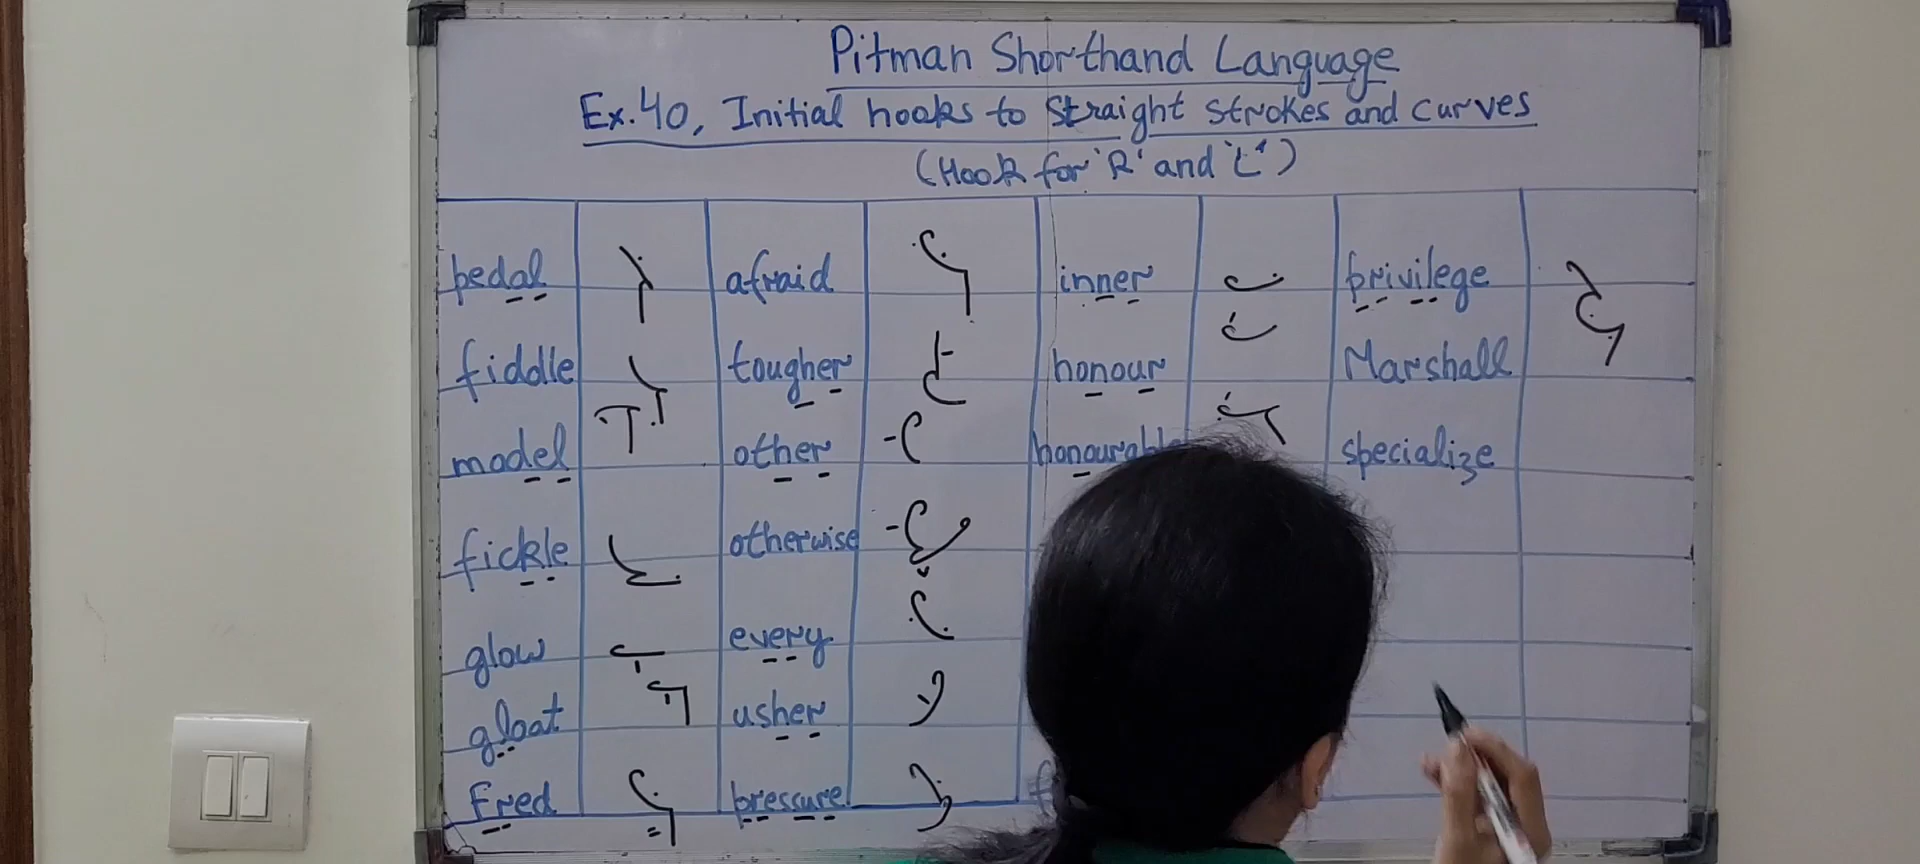 Pitman Shorthand Language
Ex. 40, Initial hooks to straight strokes and curves
(Hook for 'R' and 'L')
pedal afraid inner privilege
fiddle tougher honour Marshall
model other specialize
fickle otherwise
glow every
gloat usher
Fred pressure